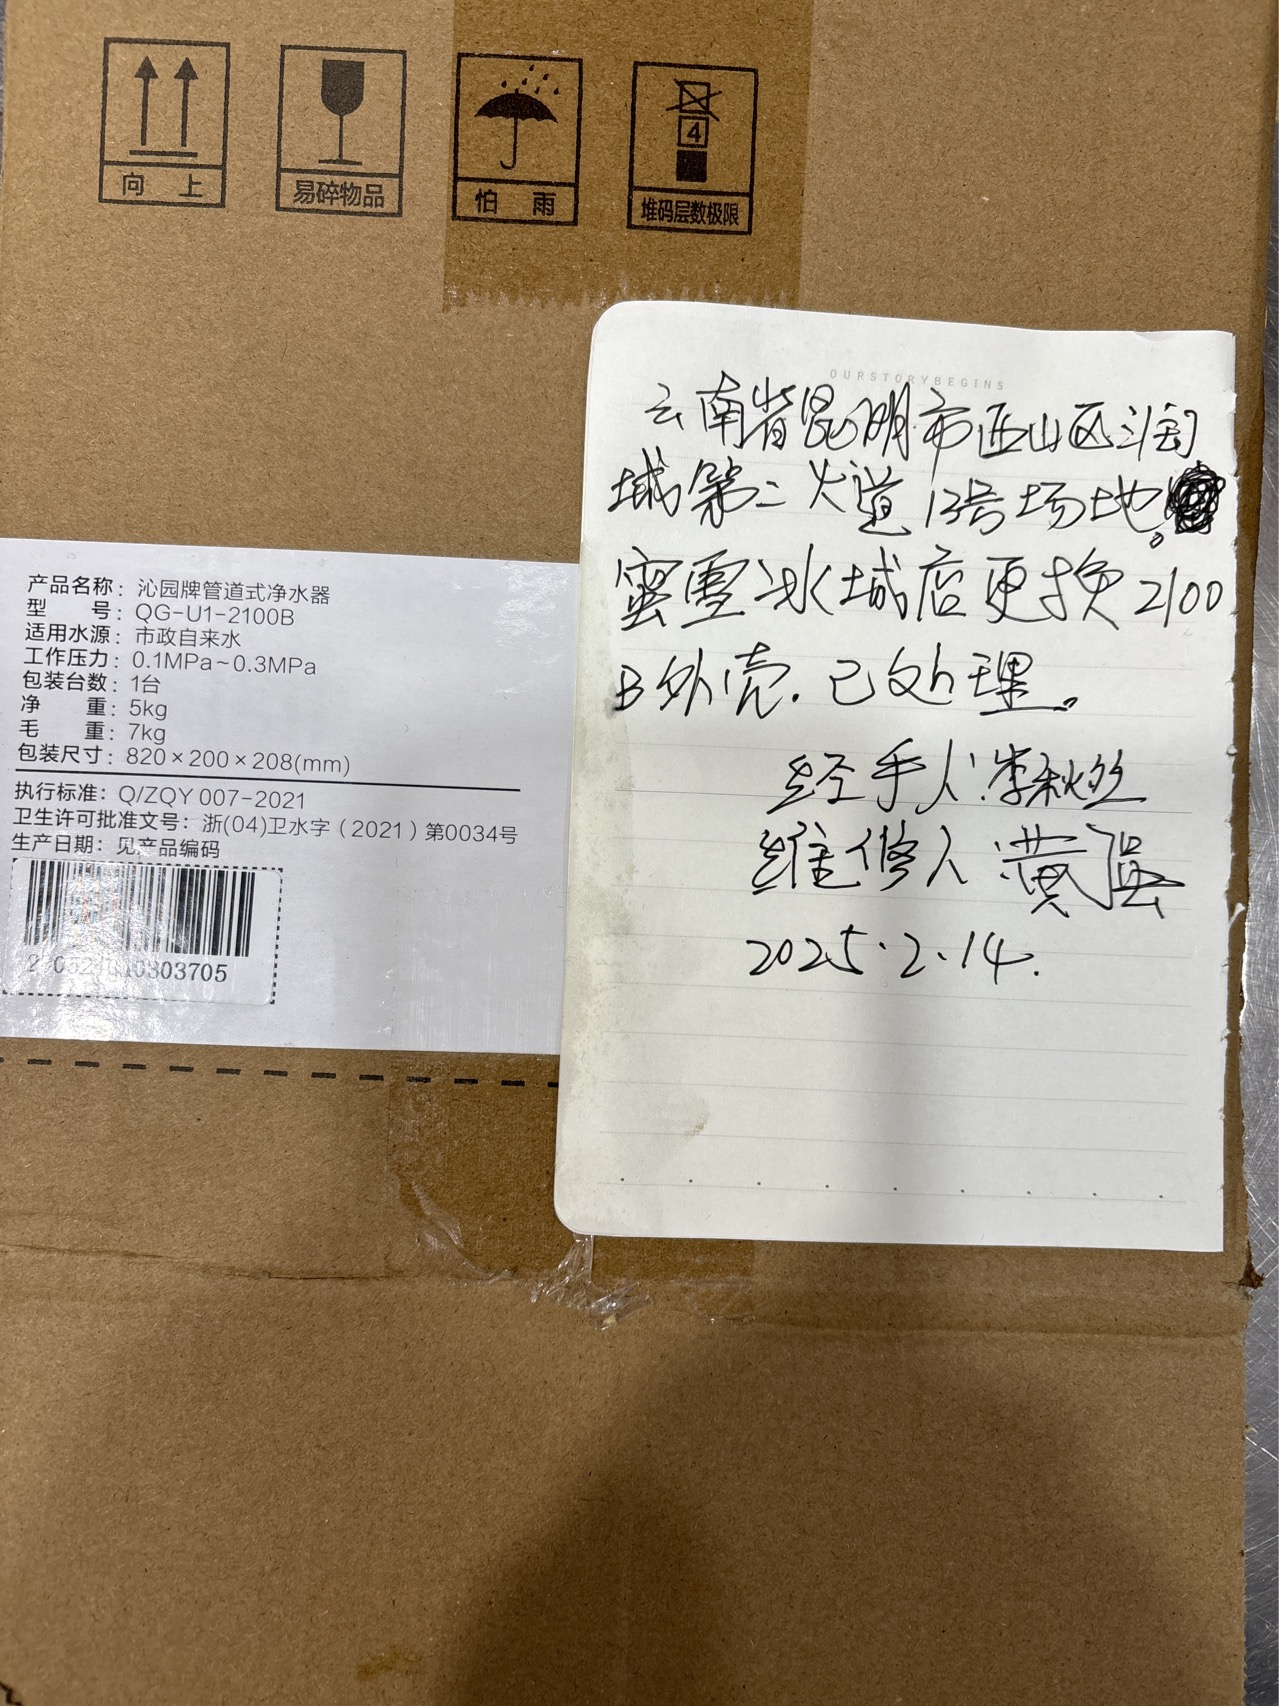 向 上
易碎物品
怕 雨
4
堆码层数极限
OURSTORYBEGINS
云南省昆明市西山区润
城第二大道13号场地。
蜜雪冰城店更换2100
B外壳.已处理。
经手人:李秋丝
维修人:黄强
2025.2.14.
产品名称：沁园牌管道式净水器
型 号：QG-U1-2100B
适用水源：市政自来水
工作压力：0.1MPa~0.3MPa
包装台数：1台
净 重：5kg
毛 重：7kg
包装尺寸：820×200×208(mm)
执行标准：Q/ZQY 007-2021
卫生许可批准文号：浙(04)卫水字（2021）第0034号
生产日期：见产品编码